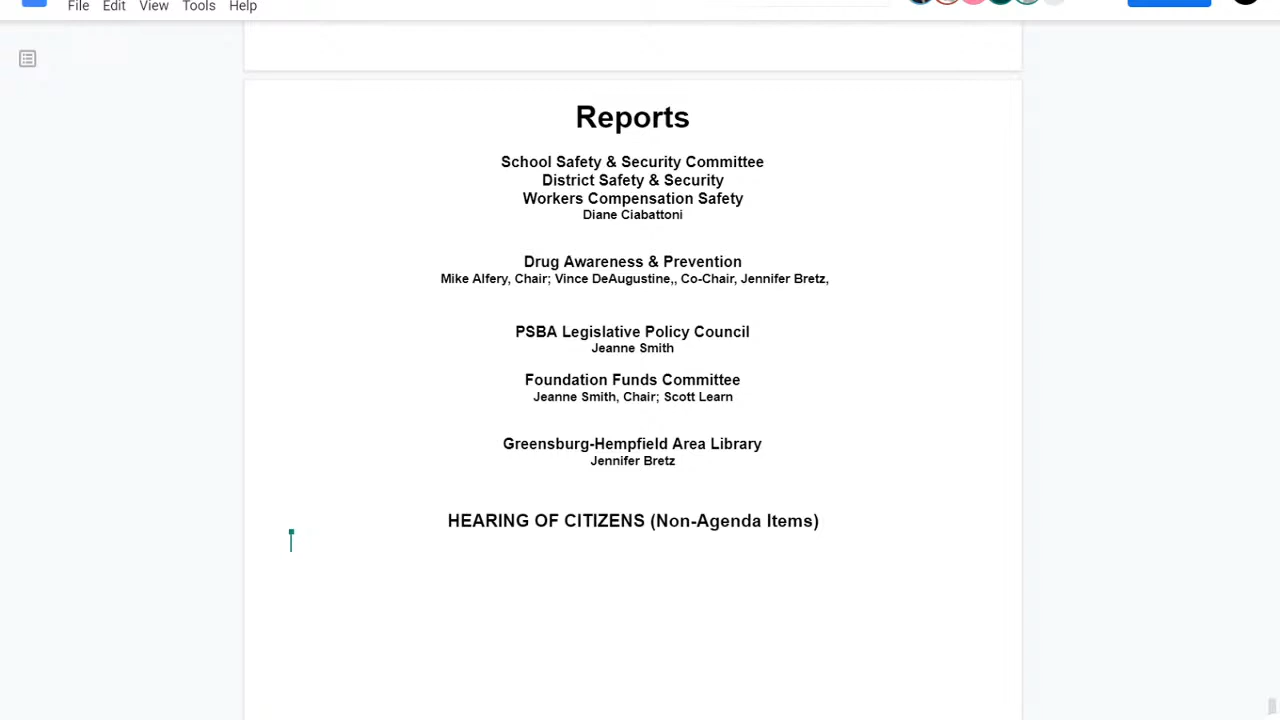 File Edit View Tools Help
Reports
School Safety & Security Committee
District Safety & Security
Workers Compensation Safety
Diane Ciabattoni
Drug Awareness & Prevention
Mike Alfery, Chair; Vince DeAugustine,, Co-Chair, Jennifer Bretz,
PSBA Legislative Policy Council
Jeanne Smith
Foundation Funds Committee
Jeanne Smith, Chair; Scott Learn
Greensburg-Hempfield Area Library
Jennifer Bretz
HEARING OF CITIZENS (Non-Agenda Items)